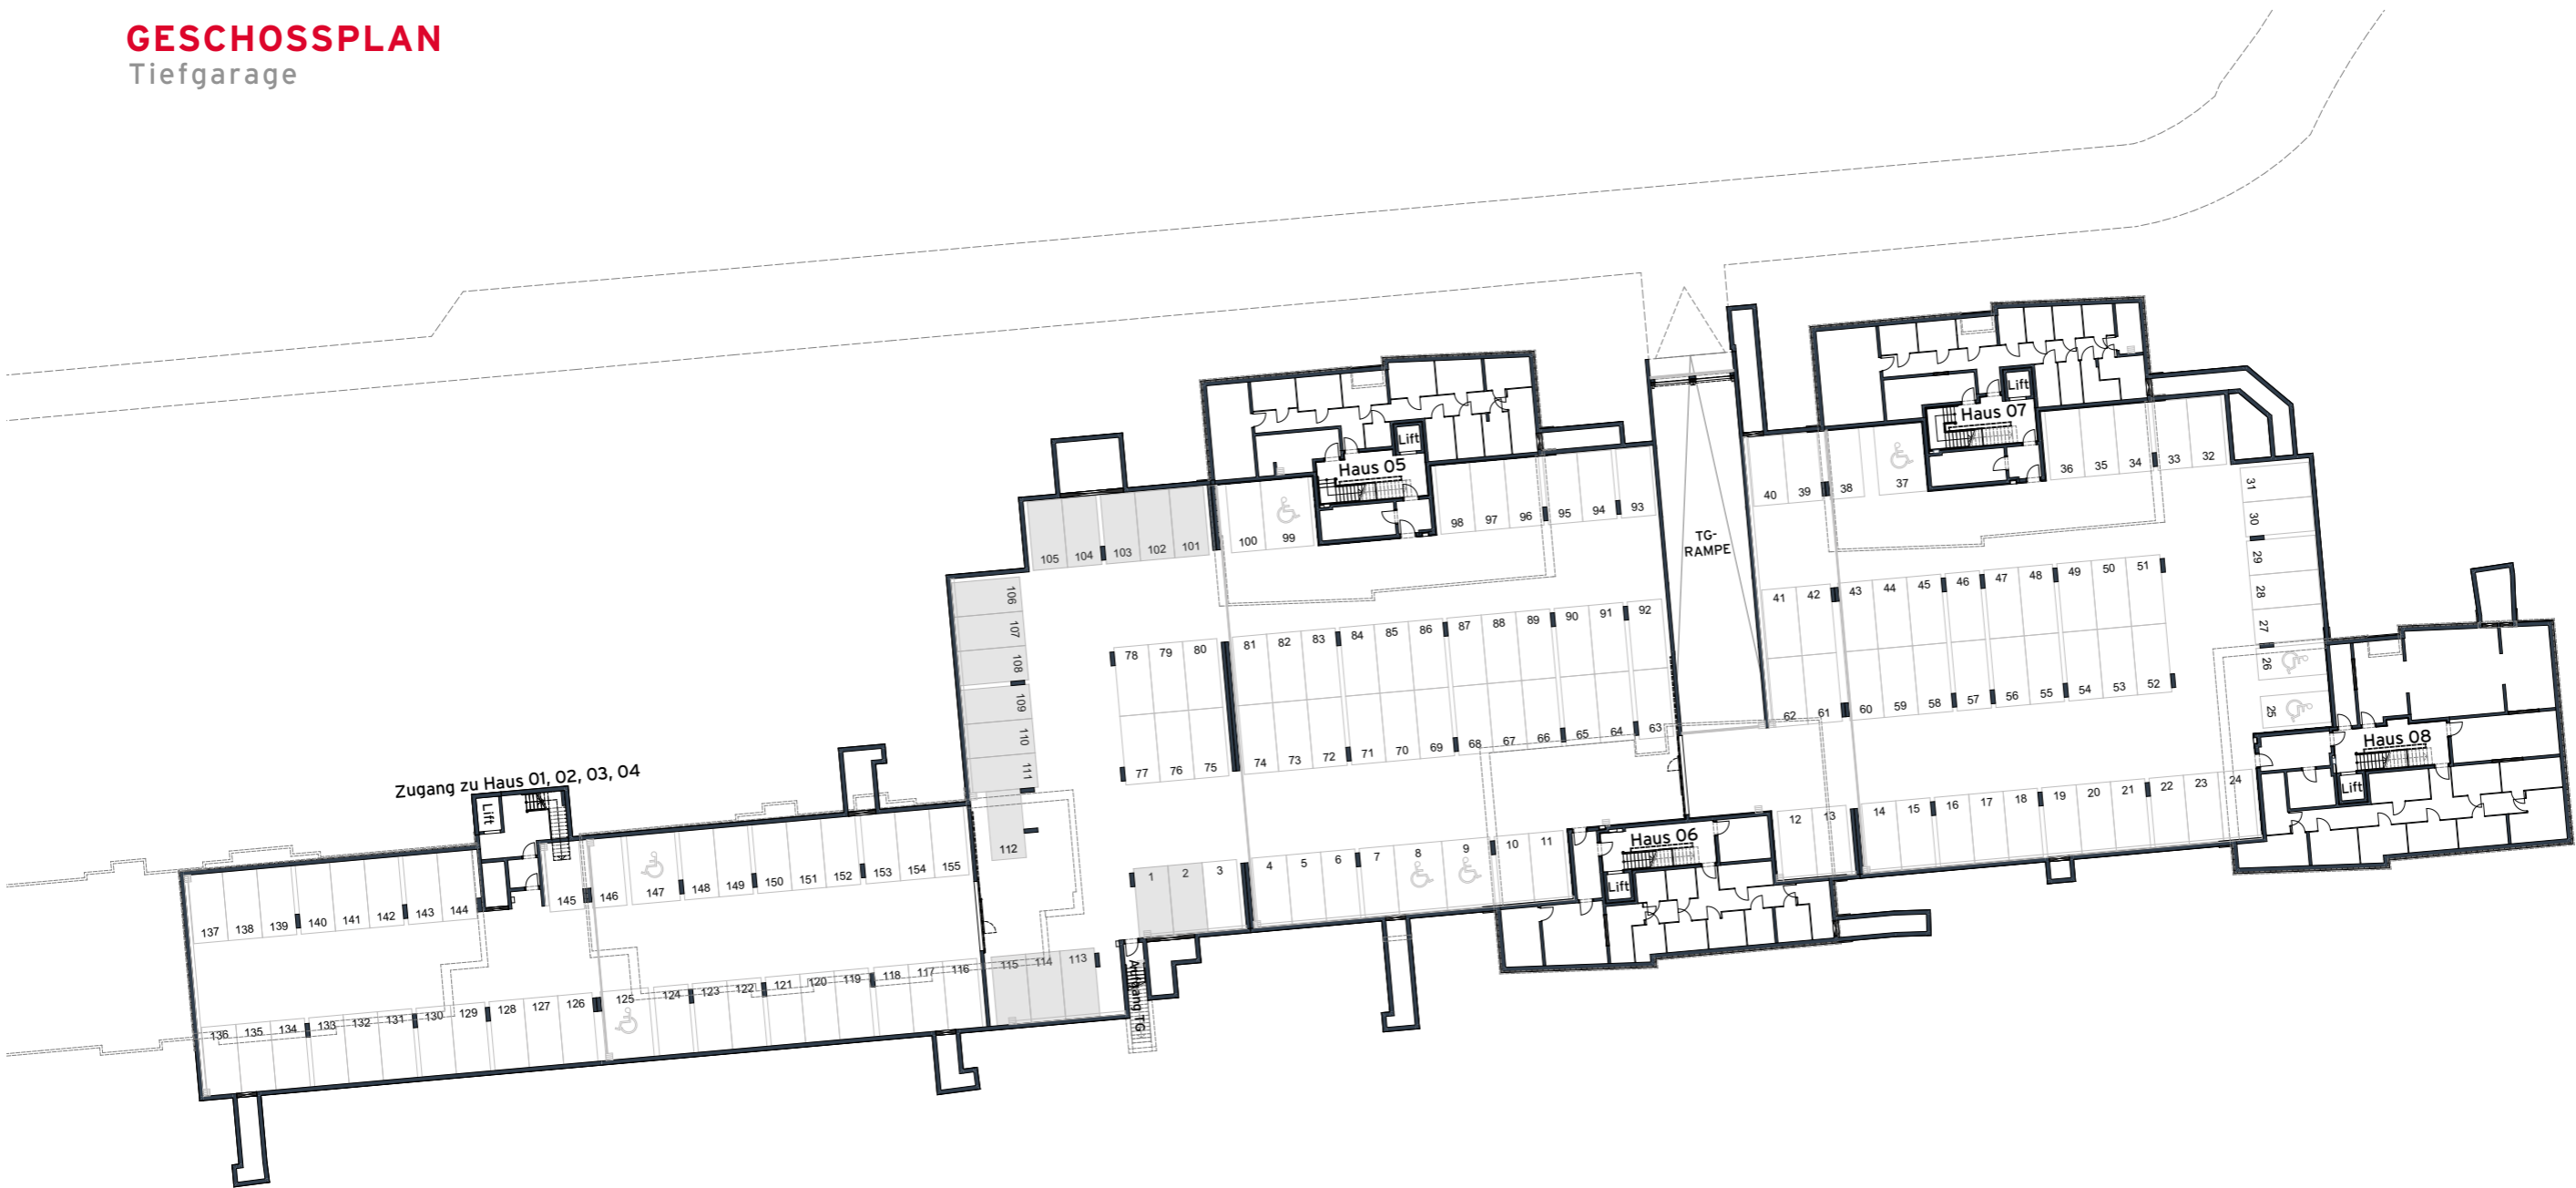 GESCHOSSPLAN
Tiefgarage
Lift
Haus 07
36 35 34 33 32
40 39 38 37
31
30
29
28
27
26
25
Lift
Haus 05
98 97 96 95 94 93
100 99
105 104 103 102 101
TG-
RAMPE
41 42 43 44 45 46 47 48 49 50 51
62 61 60 59 58 57 56 55 54 53 52
106
107
108
109
110
111
112
78 79 80 81 82 83 84 85 86 87 88 89 90 91 92
77 76 75 74 73 72 71 70 69 68 67 66 65 64 63
Haus 08
Lift
12 13 14 15 16 17 18 19 20 21 22 23 24
Haus 06
Lift
1 2 3 4 5 6 7 8 9 10 11
Zugang zu Haus 01, 02, 03, 04
Lift
137 138 139 140 141 142 143 144 145 146 147 148 149 150 151 152 153 154 155
136 135 134 133 132 131 130 129 128 127 126 125 124 123 122 121 120 119 118 117 116 115 114 113
Aufgang TG